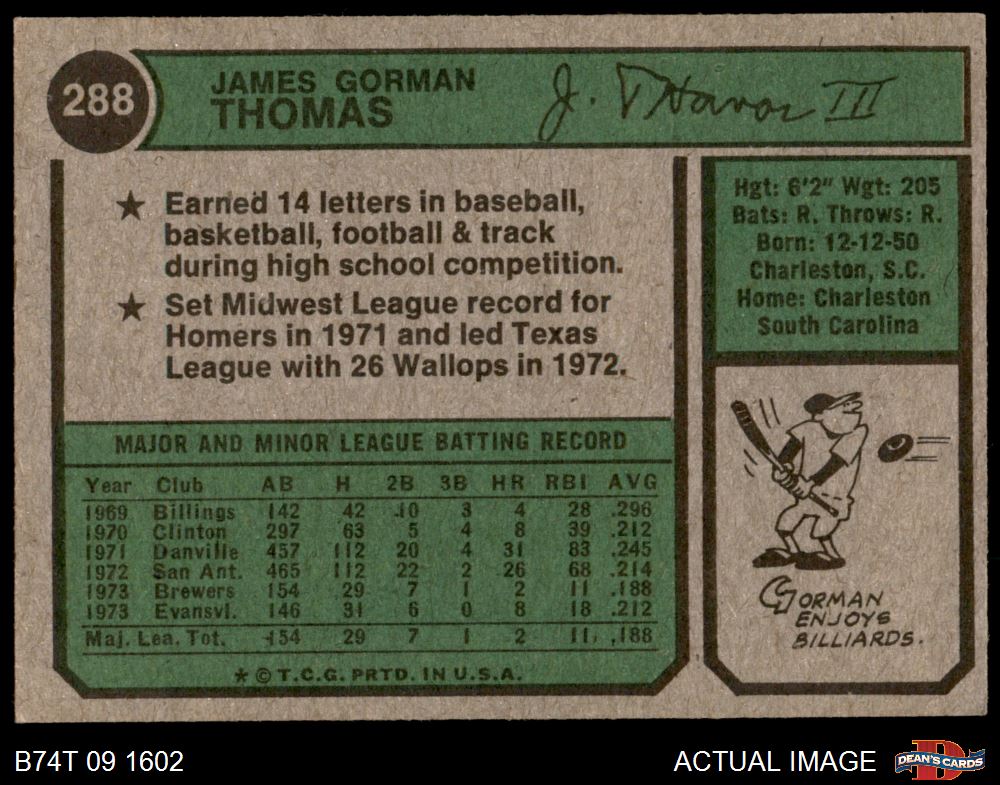 288
JAMES GORMAN
THOMAS
J. Thomas III
★ Earned 14 letters in baseball,
basketball, football & track
during high school competition.
★ Set Midwest League record for
Homers in 1971 and led Texas
League with 26 Wallops in 1972.
Hgt: 6'2" Wgt: 205
Bats: R. Throws: R.
Born: 12-12-50
Charleston, S.C.
Home: Charleston
South Carolina
MAJOR AND MINOR LEAGUE BATTING RECORD
Year Club AB H 2B 3B HR RBI AVG
1969 Billings 142 42 10 3 4 28 .296
1970 Clinton 297 63 5 4 8 39 .212
1971 Danville 457 112 20 4 31 83 .245
1972 San Ant. 465 112 22 2 26 68 .214
1973 Brewers 154 29 7 1 2 11 .188
1973 Evansvl. 146 31 6 0 8 18 .212
Maj. Lea. Tot. 154 29 7 1 2 11 .188
★ © T.C.G. PRTD. IN U.S.A.
8
GORMAN
ENJOYS
BILLIARDS.
B74T 09 1602
ACTUAL IMAGE
DEAN'S CARDS